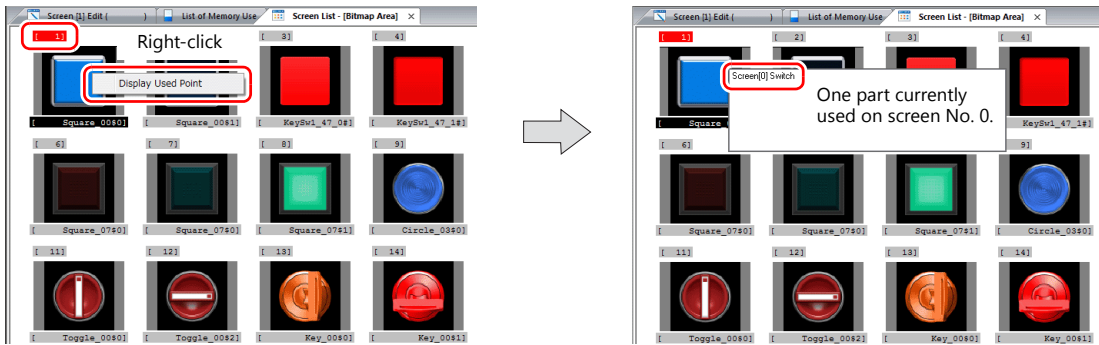 Screen [1] Edit ( ) List of Memory Use Screen List - [Bitmap Area] ×
[ 1] [ 3] [ 4]
Right-click
Display Used Point
[ Square_00$0] [ Square_00$1] [ KeySw1_47_0‡] [ KeySw1_47_1‡]
[ 6] [ 7] [ 8] [ 9]
[ Square_07$0] [ Square_07$0] [ Square_07$1] [ Circle_03$0]
[ 11] [ 12] [ 13] [ 14]
[ Toggle_00$0] [ Toggle_00$2] [ Key_00$0] [ Key_00$1]
Screen [1] Edit ( ) List of Memory Use Screen List - [Bitmap Area] ×
[ 1] [ 2] [ 3] [ 4]
Screen[0] Switch
One part currently
used on screen No. 0.
[ Square KeySw1_47_1‡]
[ 6] [ 7] [ 8] 9]
[ Square_07$0] [ Square_07$0] [ Square_07$1] [ Circle_03$0]
[ 11] [ 12] [ 13] [ 14]
[ Toggle_00$0] [ Toggle_00$2] [ Key_00$0] [ Key_00$1]